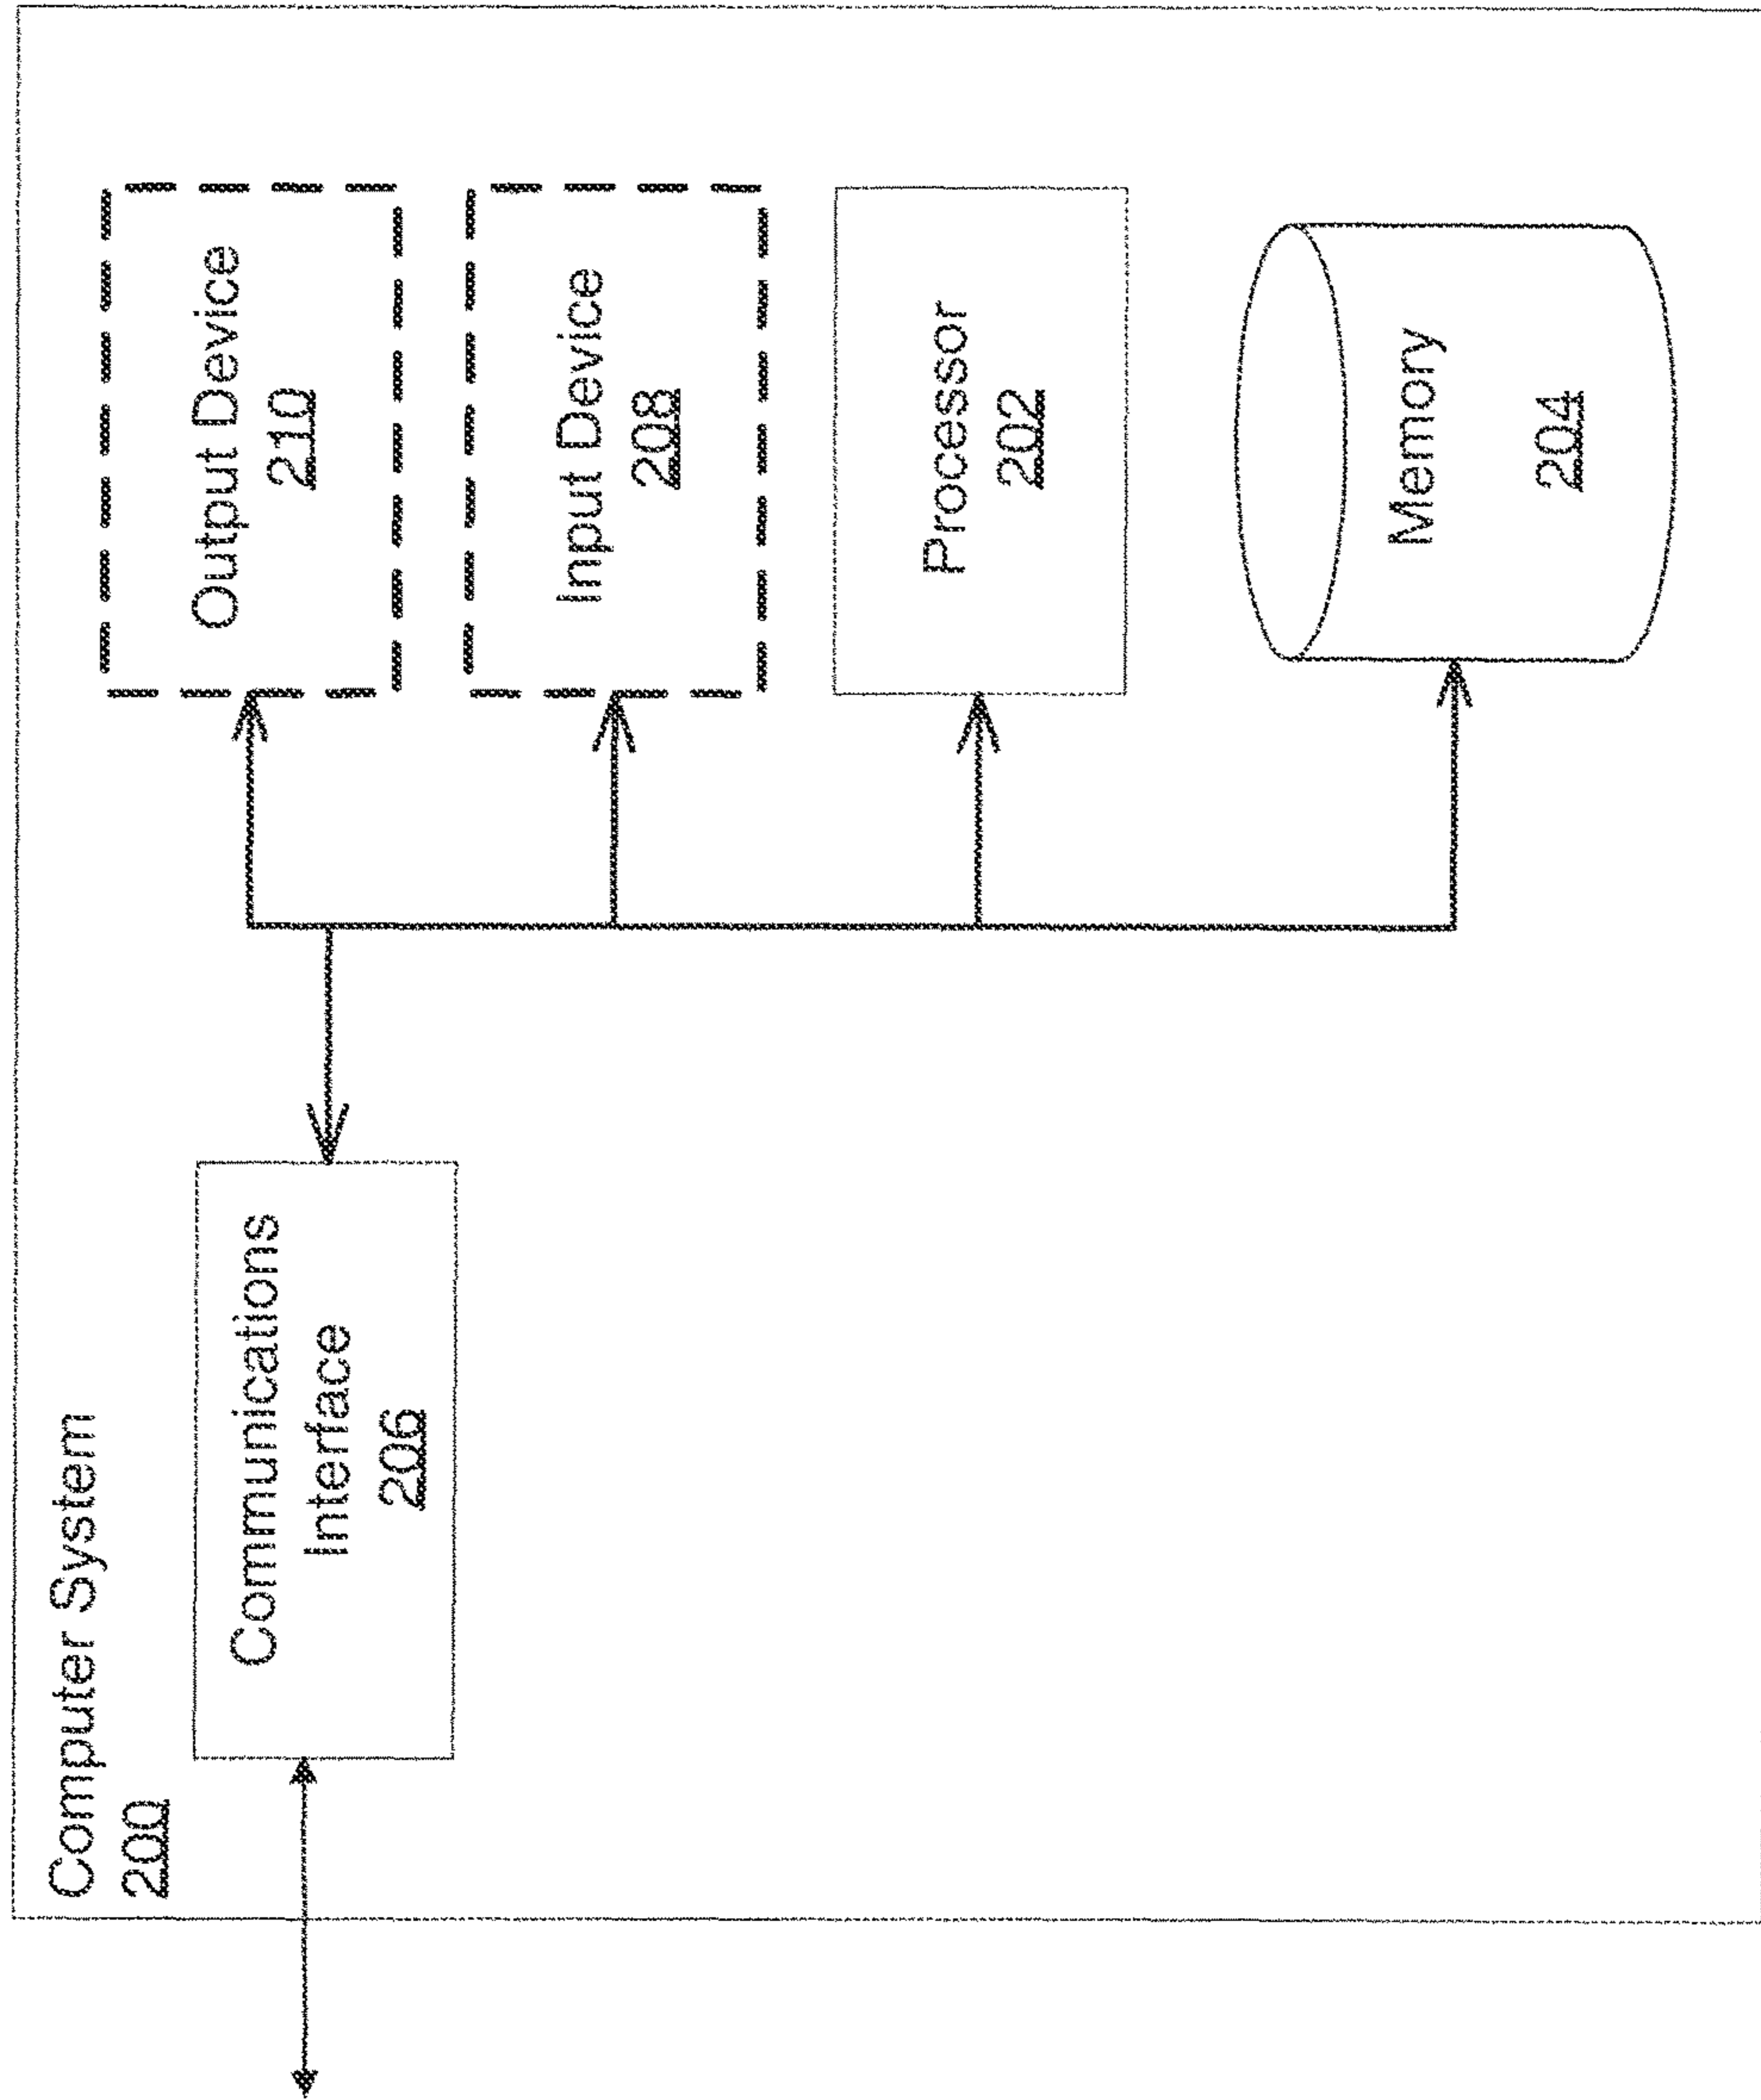 Computer System
200
Communications
Interface
206
Output Device
210
Input Device
208
Processor
202
Memory
204